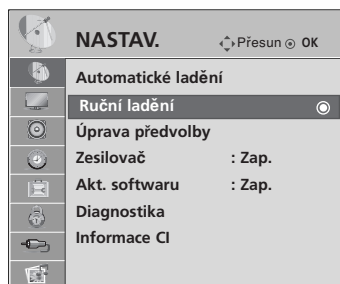 NASTAV. Přesun OK
Automatické ladění
Ruční ladění
Úprava předvolby
Zesilovač : Zap.
Akt. softwaru : Zap.
Diagnostika
Informace CI